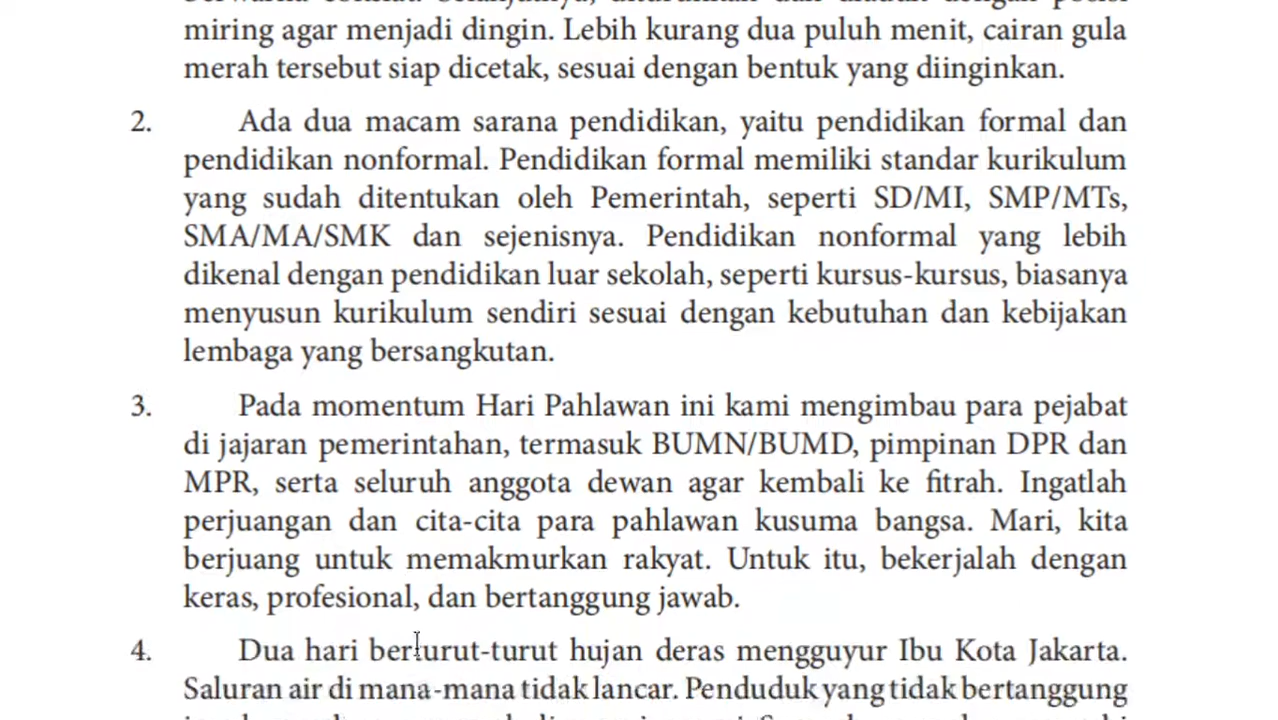 miring agar menjadi dingin. Lebih kurang dua puluh menit, cairan gula
merah tersebut siap dicetak, sesuai dengan bentuk yang diinginkan.
2. Ada dua macam sarana pendidikan, yaitu pendidikan formal dan
pendidikan nonformal. Pendidikan formal memiliki standar kurikulum
yang sudah ditentukan oleh Pemerintah, seperti SD/MI, SMP/MTs,
SMA/MA/SMK dan sejenisnya. Pendidikan nonformal yang lebih
dikenal dengan pendidikan luar sekolah, seperti kursus-kursus, biasanya
menyusun kurikulum sendiri sesuai dengan kebutuhan dan kebijakan
lembaga yang bersangkutan.
3. Pada momentum Hari Pahlawan ini kami mengimbau para pejabat
di jajaran pemerintahan, termasuk BUMN/BUMD, pimpinan DPR dan
MPR, serta seluruh anggota dewan agar kembali ke fitrah. Ingatlah
perjuangan dan cita-cita para pahlawan kusuma bangsa. Mari, kita
berjuang untuk memakmurkan rakyat. Untuk itu, bekerjalah dengan
keras, profesional, dan bertanggung jawab.
4. Dua hari berturut-turut hujan deras mengguyur Ibu Kota Jakarta.
Saluran air di mana-mana tidak lancar. Penduduk yang tidak bertanggung